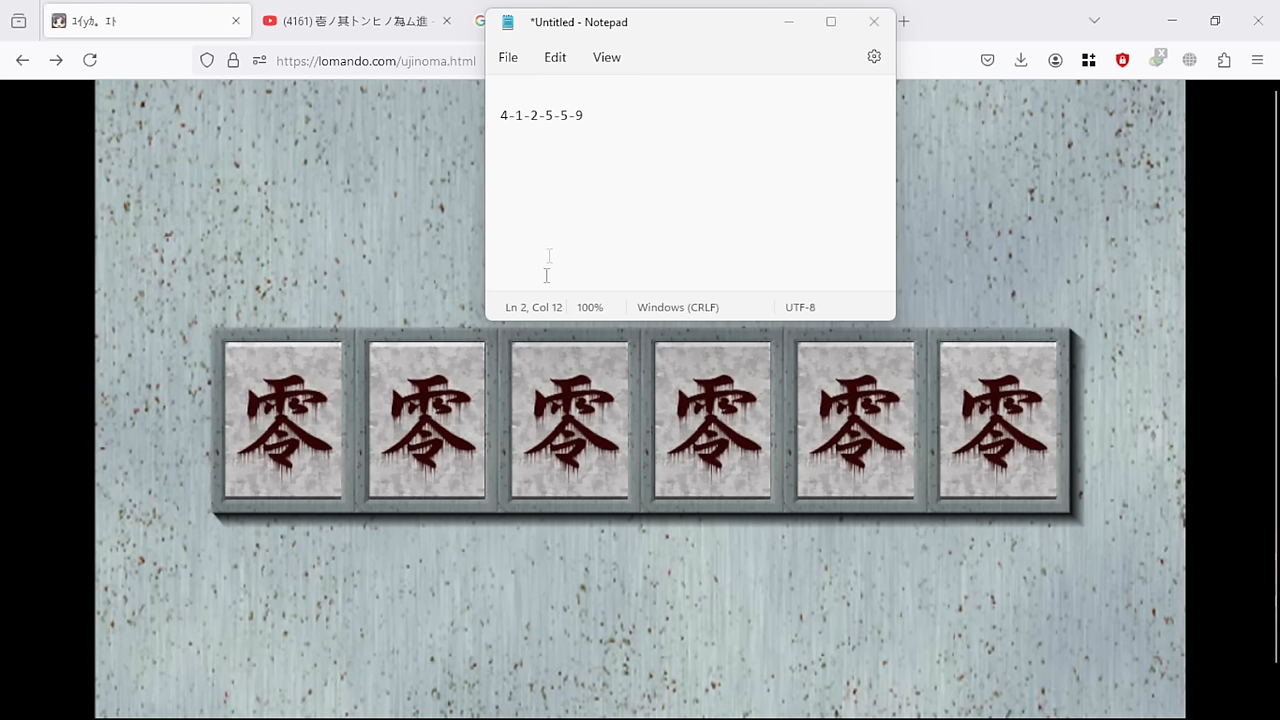 ﾕｲｯｶ。ｴﾄ
(4161) 壱ノ其トンヒノ為ム進 -
*Untitled - Notepad
File Edit View
https://lomando.com/ujinoma.html
4-1-2-5-5-9
Ln 2, Col 12 100% Windows (CRLF) UTF-8
零 零 零 零 零 零